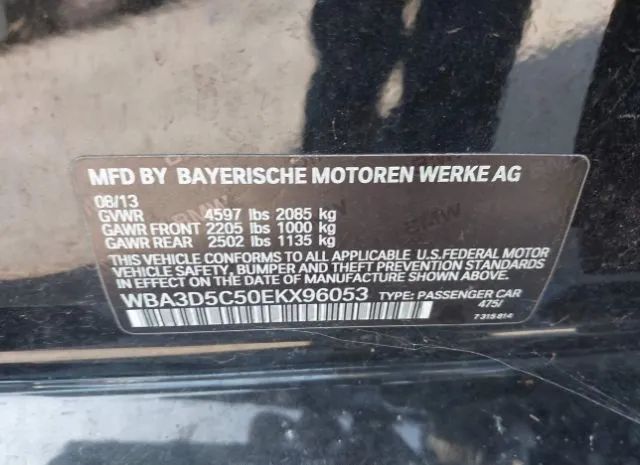 MFD BY BAYERISCHE MOTOREN WERKE AG
08/13
GVWR 4597 lbs 2085 kg
GAWR FRONT 2205 lbs 1000 kg
GAWR REAR 2502 lbs 1135 kg
THIS VEHICLE CONFORMS TO ALL APPLICABLE U.S.FEDERAL MOTOR
VEHICLE SAFETY, BUMPER AND THEFT PREVENTION STANDARDS
IN EFFECT ON THE DATE OF MANUFACTURE SHOWN ABOVE.
WBA3D5C50EKX96053 TYPE: PASSENGER CAR
475/
7315814